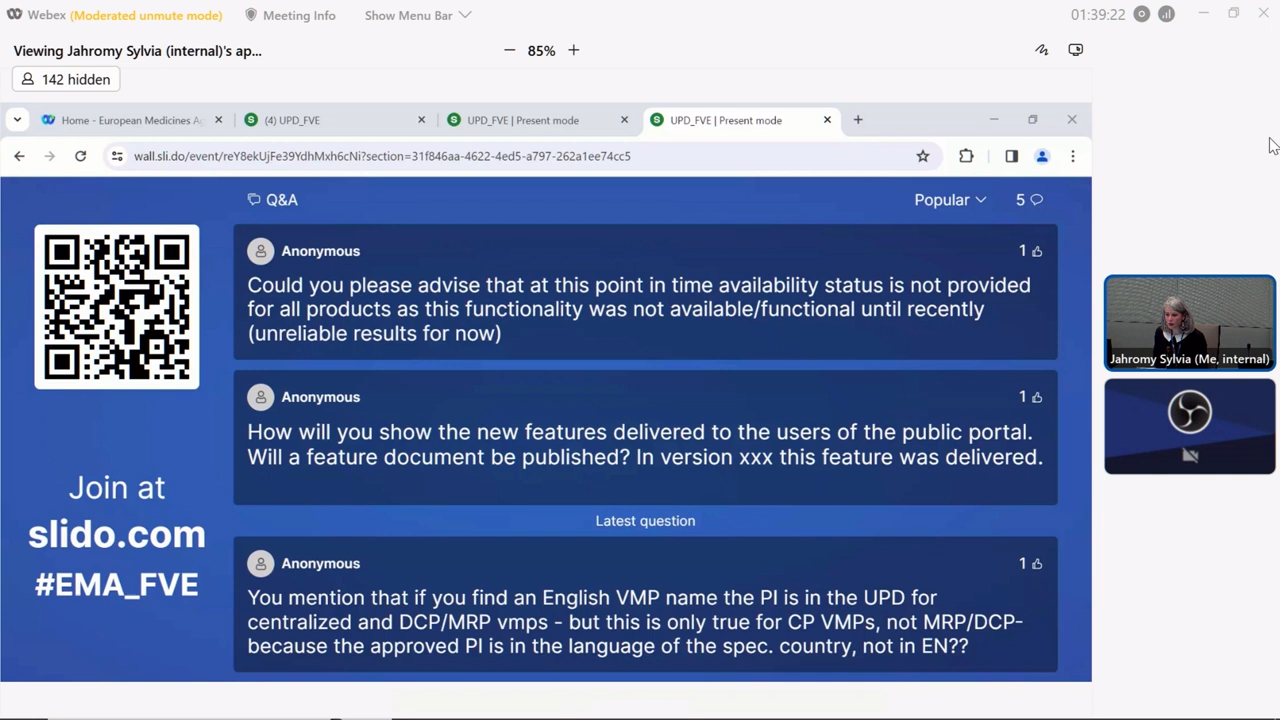 Webex (Moderated unmute mode) Meeting Info Show Menu Bar 01:39:22
Viewing Jahromy Sylvia (internal)'s ap... 85%
142 hidden
Home - European Medicines Ag (4) UPD_FVE UPD_FVE | Present mode UPD_FVE | Present mode
wall.sli.do/event/reY8ekUjFe39YdhMxh6cNi?section=31f846aa-4622-4ed5-a797-262a1ee74cc5
Q&A Popular 5
Anonymous 1
Could you please advise that at this point in time availability status is not provided
for all products as this functionality was not available/functional until recently
(unreliable results for now)
Anonymous 1
How will you show the new features delivered to the users of the public portal.
Will a feature document be published? In version xxx this feature was delivered.
Latest question
Anonymous 1
You mention that if you find an English VMP name the PI is in the UPD for
centralized and DCP/MRP vmps - but this is only true for CP VMPs, not MRP/DCP-
because the approved PI is in the language of the spec. country, not in EN??
Join at
slido.com
#EMA_FVE
Jahromy Sylvia (Me, internal)